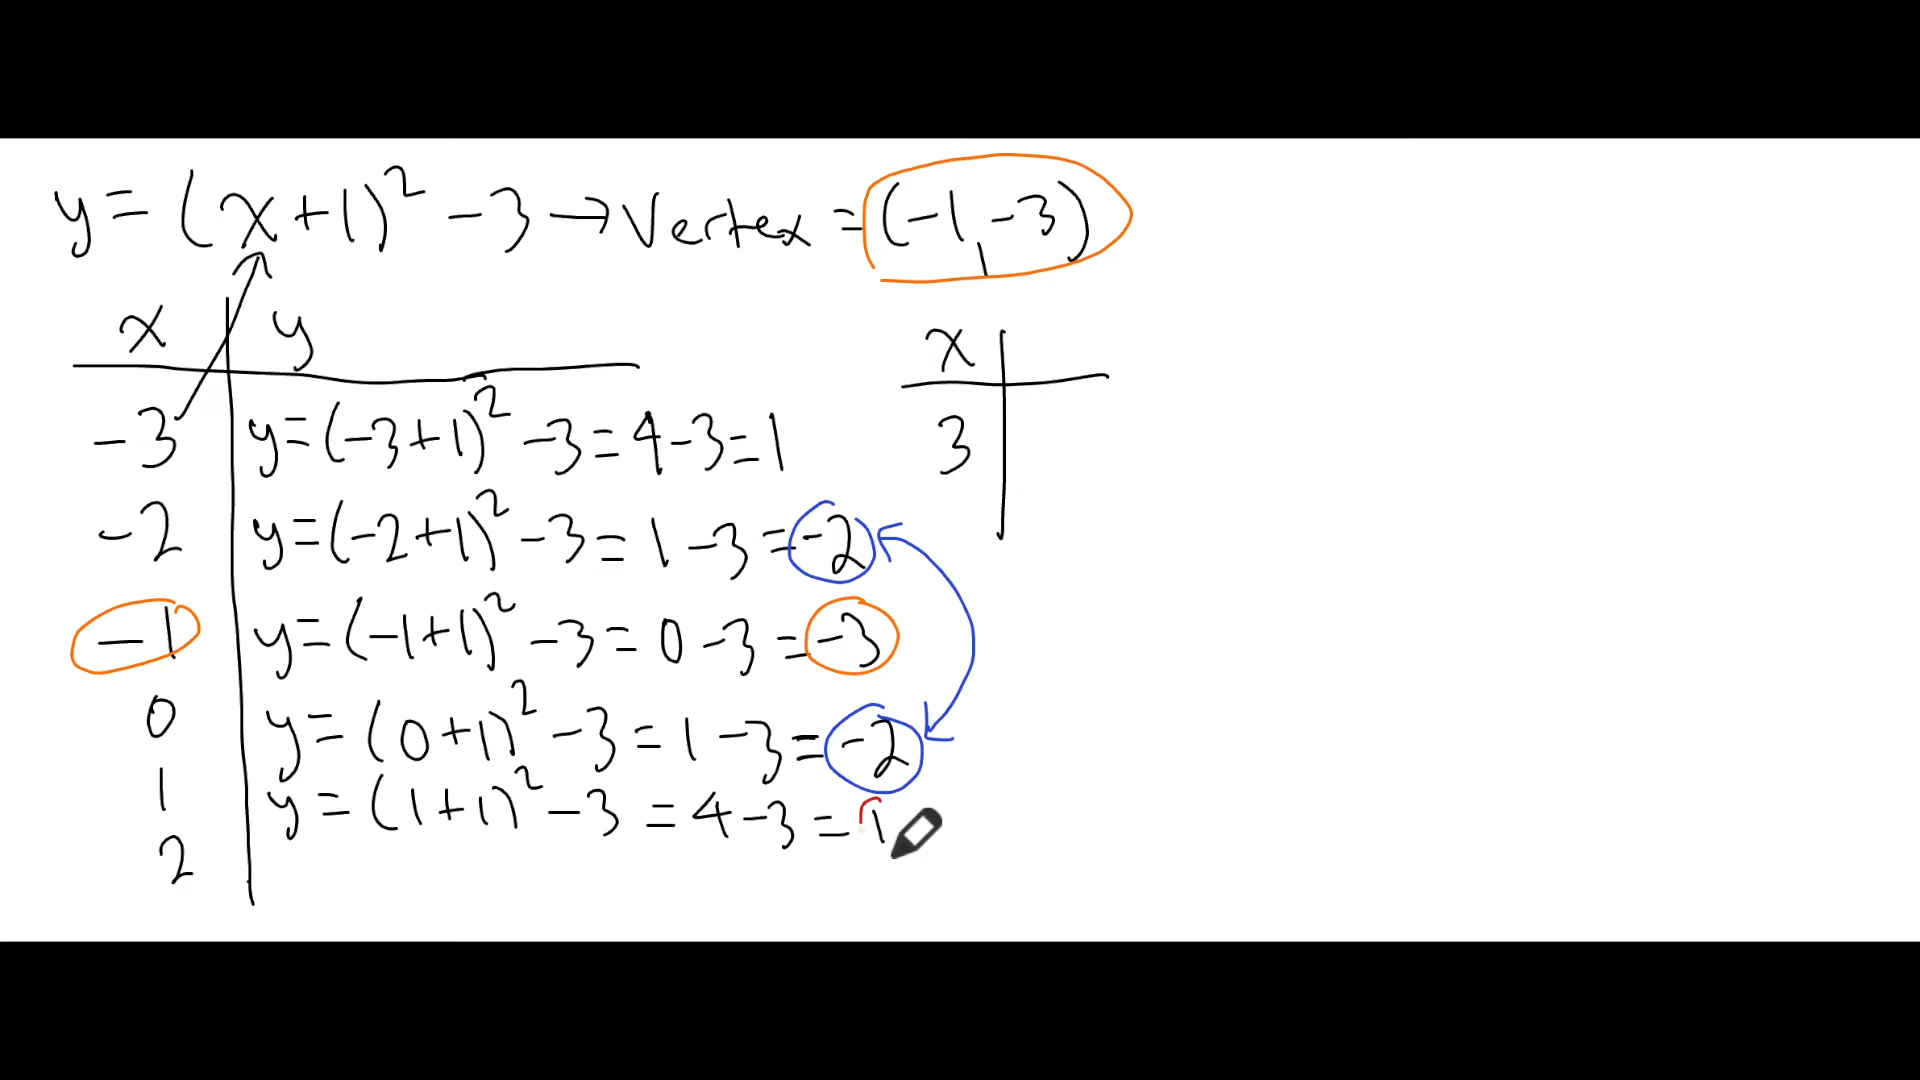 y = (x+1)² - 3 → Vertex = (-1, -3)
x y
-3 y = (-3+1)² - 3 = 4 - 3 = 1
-2 y = (-2+1)² - 3 = 1 - 3 = -2
-1 y = (-1+1)² - 3 = 0 - 3 = -3
0 y = (0+1)² - 3 = 1 - 3 = -2
1 y = (1+1)² - 3 = 4 - 3 = 1
2
x
3